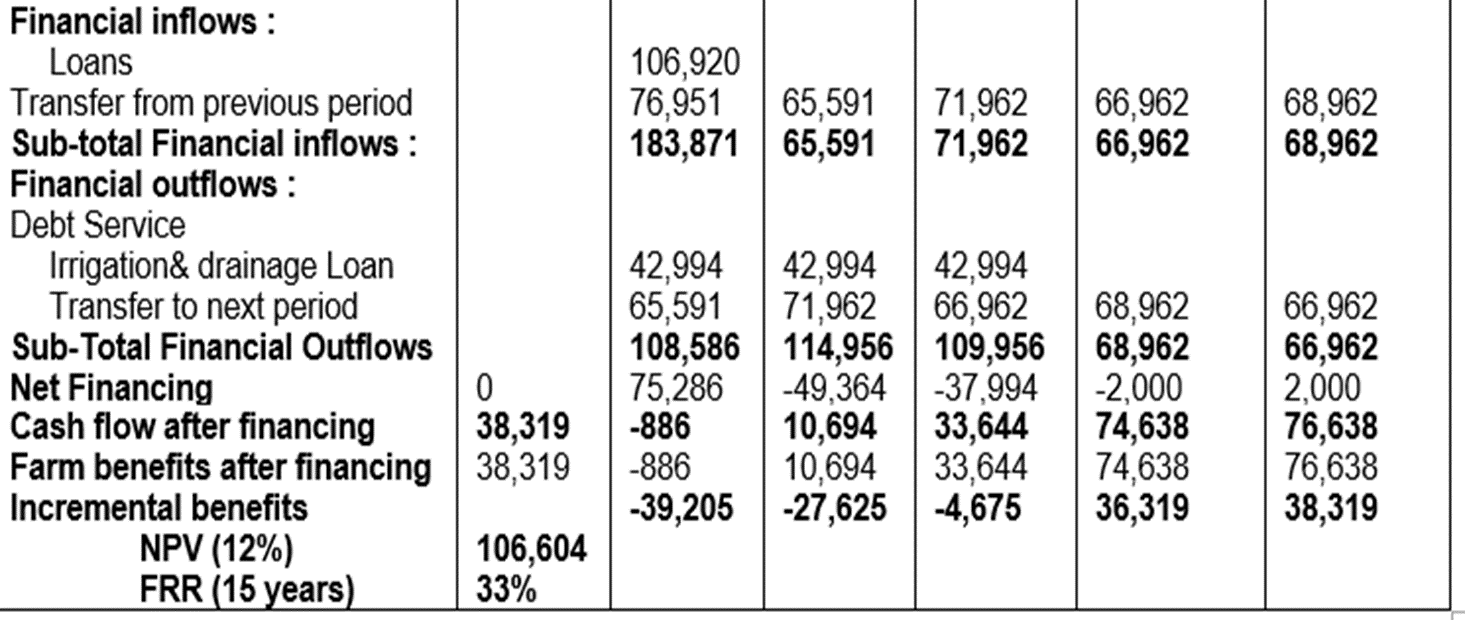 Financial inflows :
Loans 106,920
Transfer from previous period 76,951 65,591 71,962 66,962 68,962
Sub-total Financial inflows : 183,871 65,591 71,962 66,962 68,962
Financial outflows :
Debt Service
Irrigation& drainage Loan 42,994 42,994 42,994
Transfer to next period 65,591 71,962 66,962 68,962 66,962
Sub-Total Financial Outflows 108,586 114,956 109,956 68,962 66,962
Net Financing 0 75,286 -49,364 -37,994 -2,000 2,000
Cash flow after financing 38,319 -886 10,694 33,644 74,638 76,638
Farm benefits after financing 38,319 -886 10,694 33,644 74,638 76,638
Incremental benefits -39,205 -27,625 -4,675 36,319 38,319
NPV (12%) 106,604
FRR (15 years) 33%